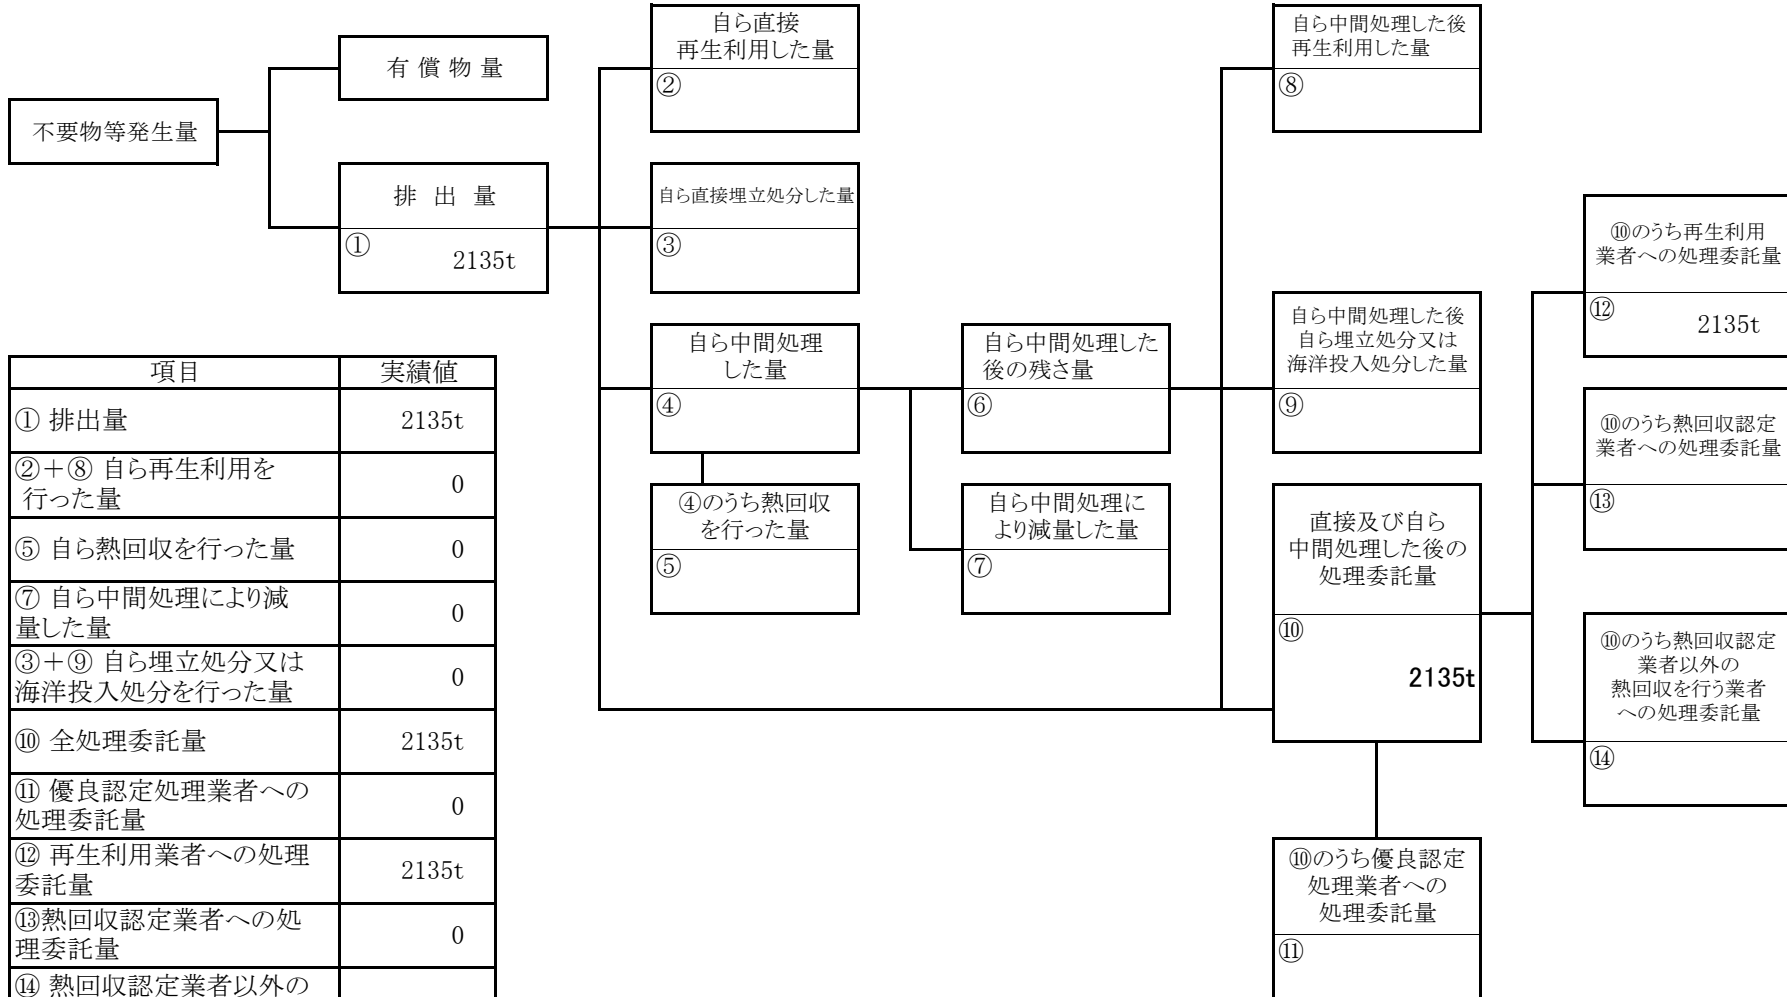 不要物等発生量
有 償 物 量
排 出 量
①
2135t
自ら直接
再生利用した量
②
自ら直接埋立処分した量
③
自ら中間処理
した量
④
④のうち熱回収
を行った量
⑤
自ら中間処理した
後の残さ量
⑥
自ら中間処理に
より減量した量
⑦
自ら中間処理した後
再生利用した量
⑧
自ら中間処理した後
自ら埋立処分又は
海洋投入処分した量
⑨
直接及び自ら
中間処理した後の
処理委託量
⑩
2135t
⑩のうち優良認定
処理業者への
処理委託量
⑪
⑩のうち再生利用
業者への処理委託量
⑫
2135t
⑩のうち熱回収認定
業者への処理委託量
⑬
⑩のうち熱回収認定
業者以外の
熱回収を行う業者
への処理委託量
⑭
項目 実績値
① 排出量 2135t
②+⑧ 自ら再生利用を
行った量 0
⑤ 自ら熱回収を行った量 0
⑦ 自ら中間処理により減
量した量 0
③+⑨ 自ら埋立処分又は
海洋投入処分を行った量 0
⑩ 全処理委託量 2135t
⑪ 優良認定処理業者への
処理委託量 0
⑫ 再生利用業者への処理
委託量 2135t
⑬熱回収認定業者への処
理委託量 0
⑭ 熱回収認定業者以外の